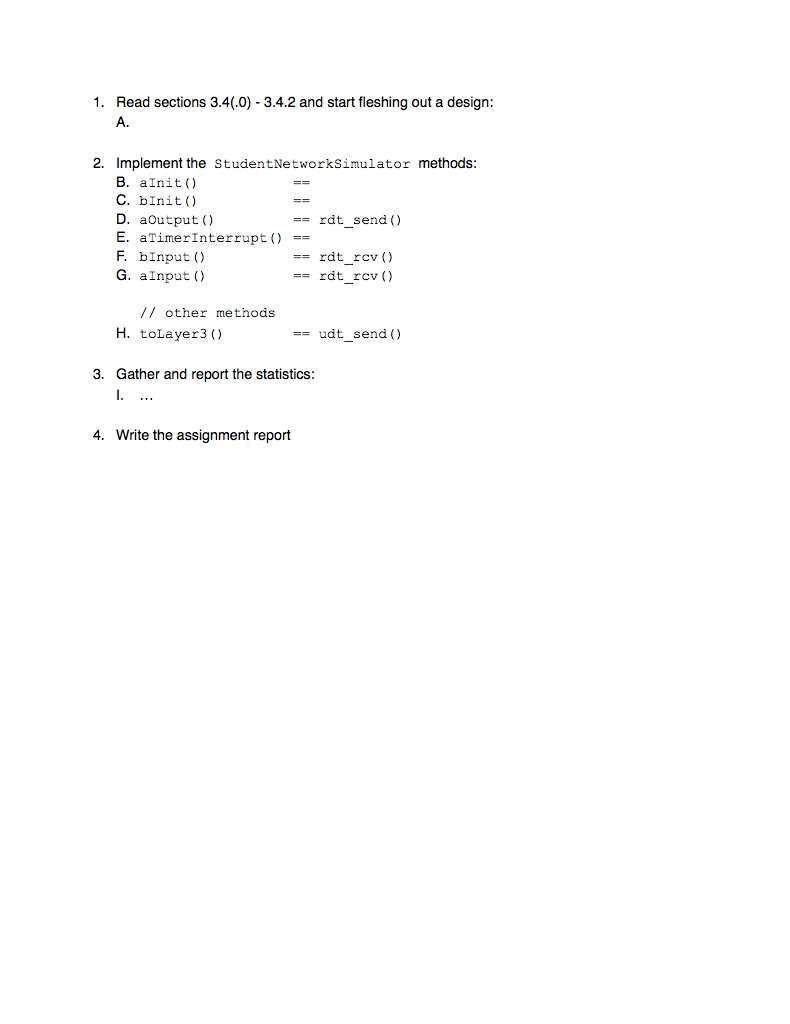 1. Read sections 3.4(.0) - 3.4.2 and start fleshing out a design:
A.
2. Implement the StudentNetworkSimulator methods:
B. aInit() ==
C. bInit() ==
D. aOutput() == rdt_send()
E. aTimerInterrupt() ==
F. bInput() == rdt_rcv()
G. aInput() == rdt_rcv()
// other methods
H. toLayer3() == udt_send()
3. Gather and report the statistics:
I. ...
4. Write the assignment report